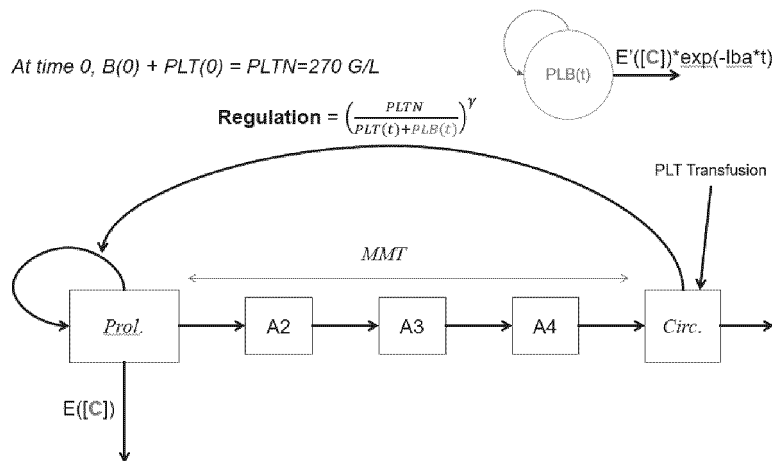 At time 0, B(0) + PLT(0) = PLTN=270 G/L
PLB(t)
E'([C])*exp(-lba*t)
Regulation = (PLTN / PLT(t)+PLB(t))^γ
PLT Transfusion
MMT
Prol.
A2
A3
A4
Circ.
E([C])